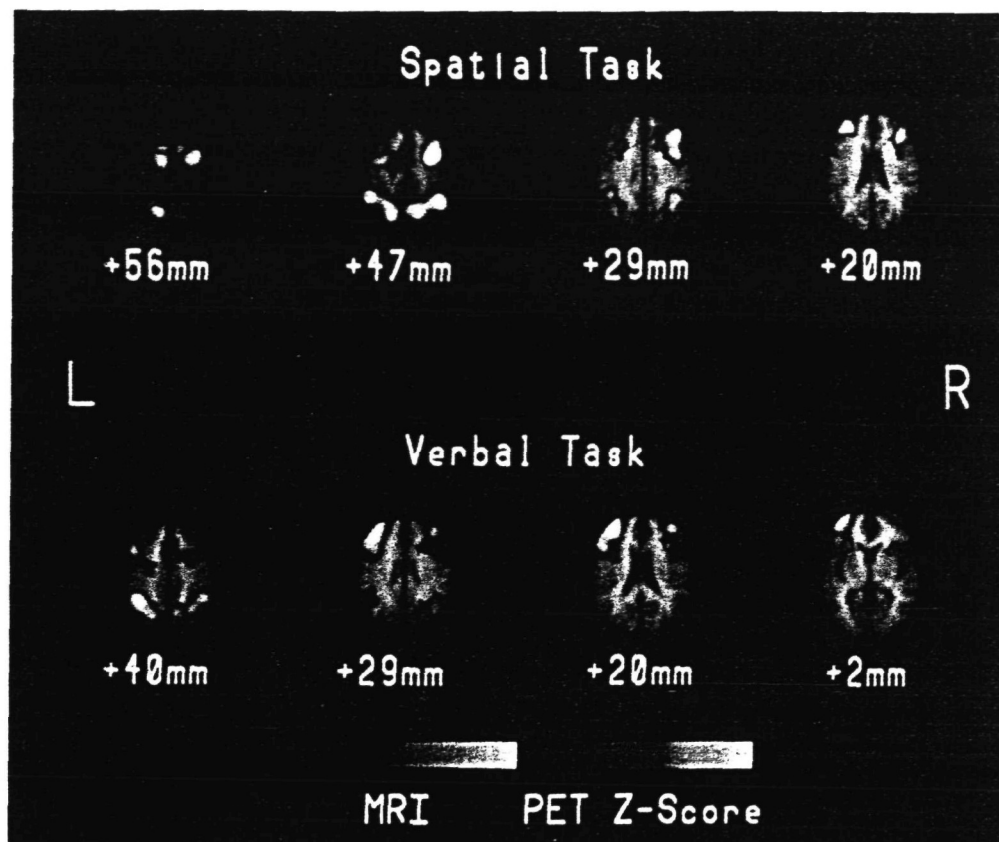 Spatial Task
+56mm +47mm +29mm +20mm
L R
Verbal Task
+40mm +29mm +20mm +2mm
MRI PET Z-Score